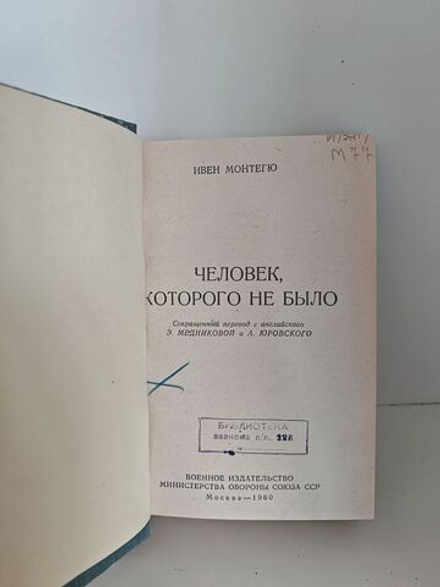 М 77
ИВЕН МОНТЕГЮ
ЧЕЛОВЕК,
КОТОРОГО НЕ БЫЛО
Сокращенный перевод с английского
Э. МЕДНИКОВОЙ и А. ЮРОВСКОГО
БИБЛИОТЕКА
ВОЕННОЕ ИЗДАТЕЛЬСТВО
МИНИСТЕРСТВА ОБОРОНЫ СОЮЗА ССР
Москва — 1960